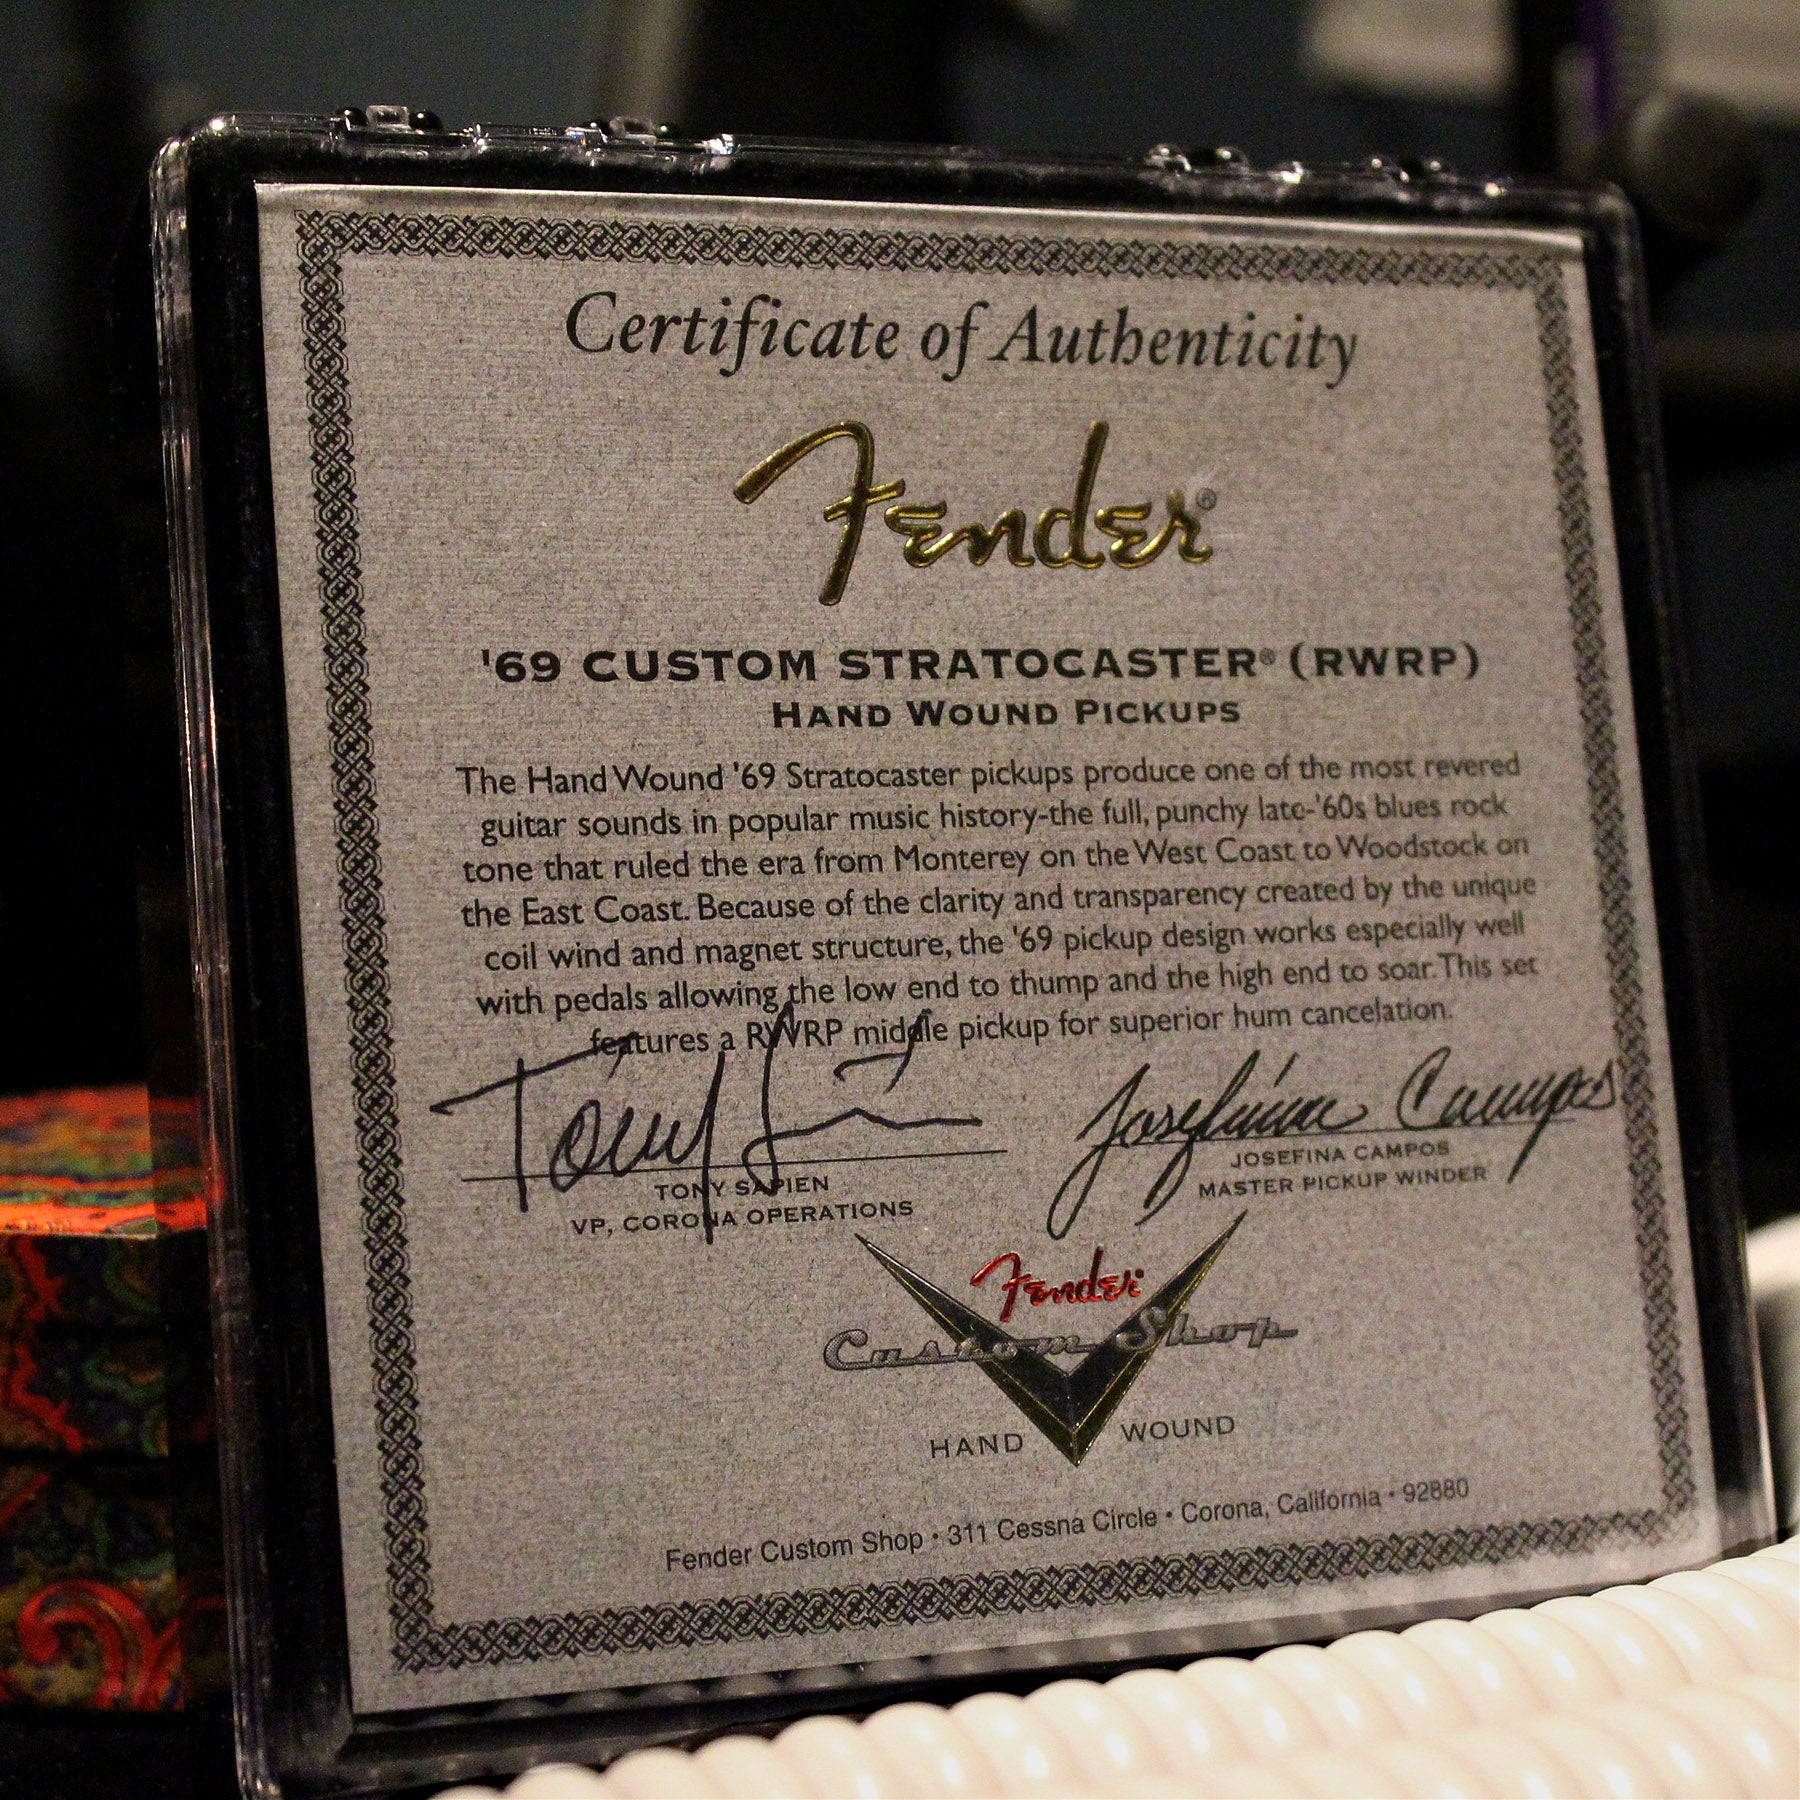 Certificate of Authenticity
Fender®
'69 CUSTOM STRATOCASTER® (RWRP)
HAND WOUND PICKUPS
The Hand Wound '69 Stratocaster pickups produce one of the most revered
guitar sounds in popular music history-the full, punchy late-'60s blues rock
tone that ruled the era from Monterey on the West Coast to Woodstock on
the East Coast. Because of the clarity and transparency created by the unique
coil wind and magnet structure, the '69 pickup design works especially well
with pedals allowing the low end to thump and the high end to soar. This set
features a RWRP middle pickup for superior hum cancelation.
Tony S
Josefina Campos
TONY SAPIEN
VP, CORONA OPERATIONS
JOSEFINA CAMPOS
MASTER PICKUP WINDER
Fender
Custom Shop
HAND WOUND
Fender Custom Shop • 311 Cessna Circle • Corona, California • 92880